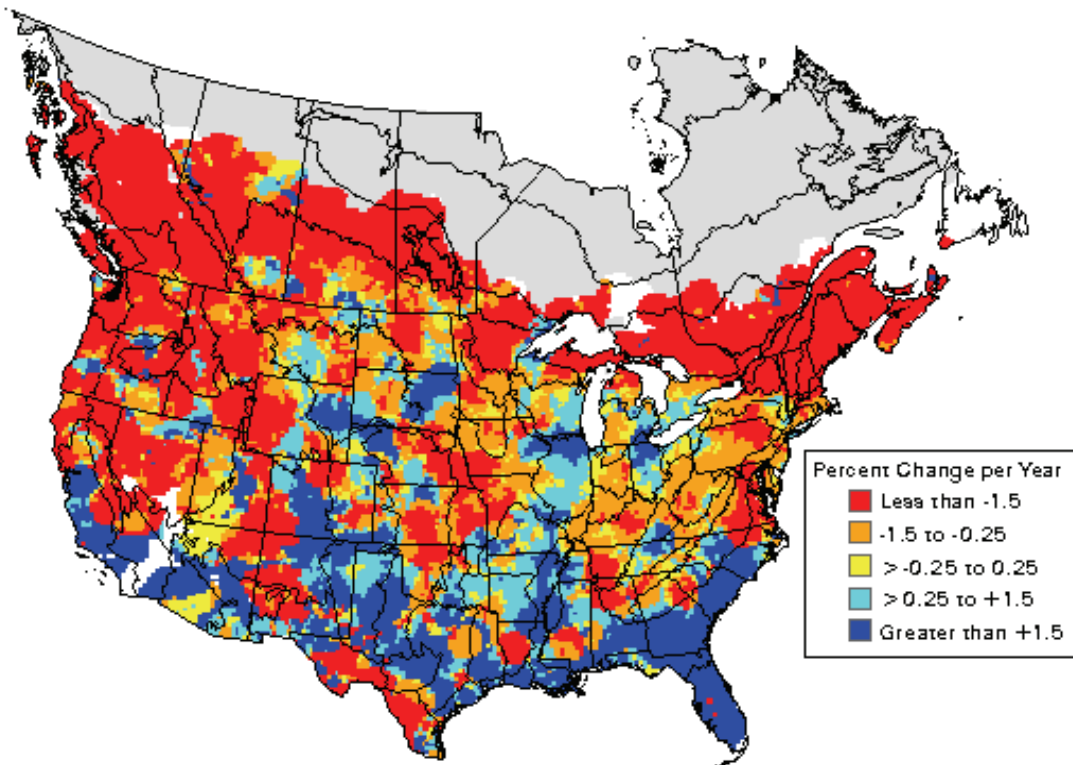 Percent Change per Year
Less than -1.5
-1.5 to -0.25
>-0.25 to 0.25
>0.25 to +1.5
Greater than +1.5